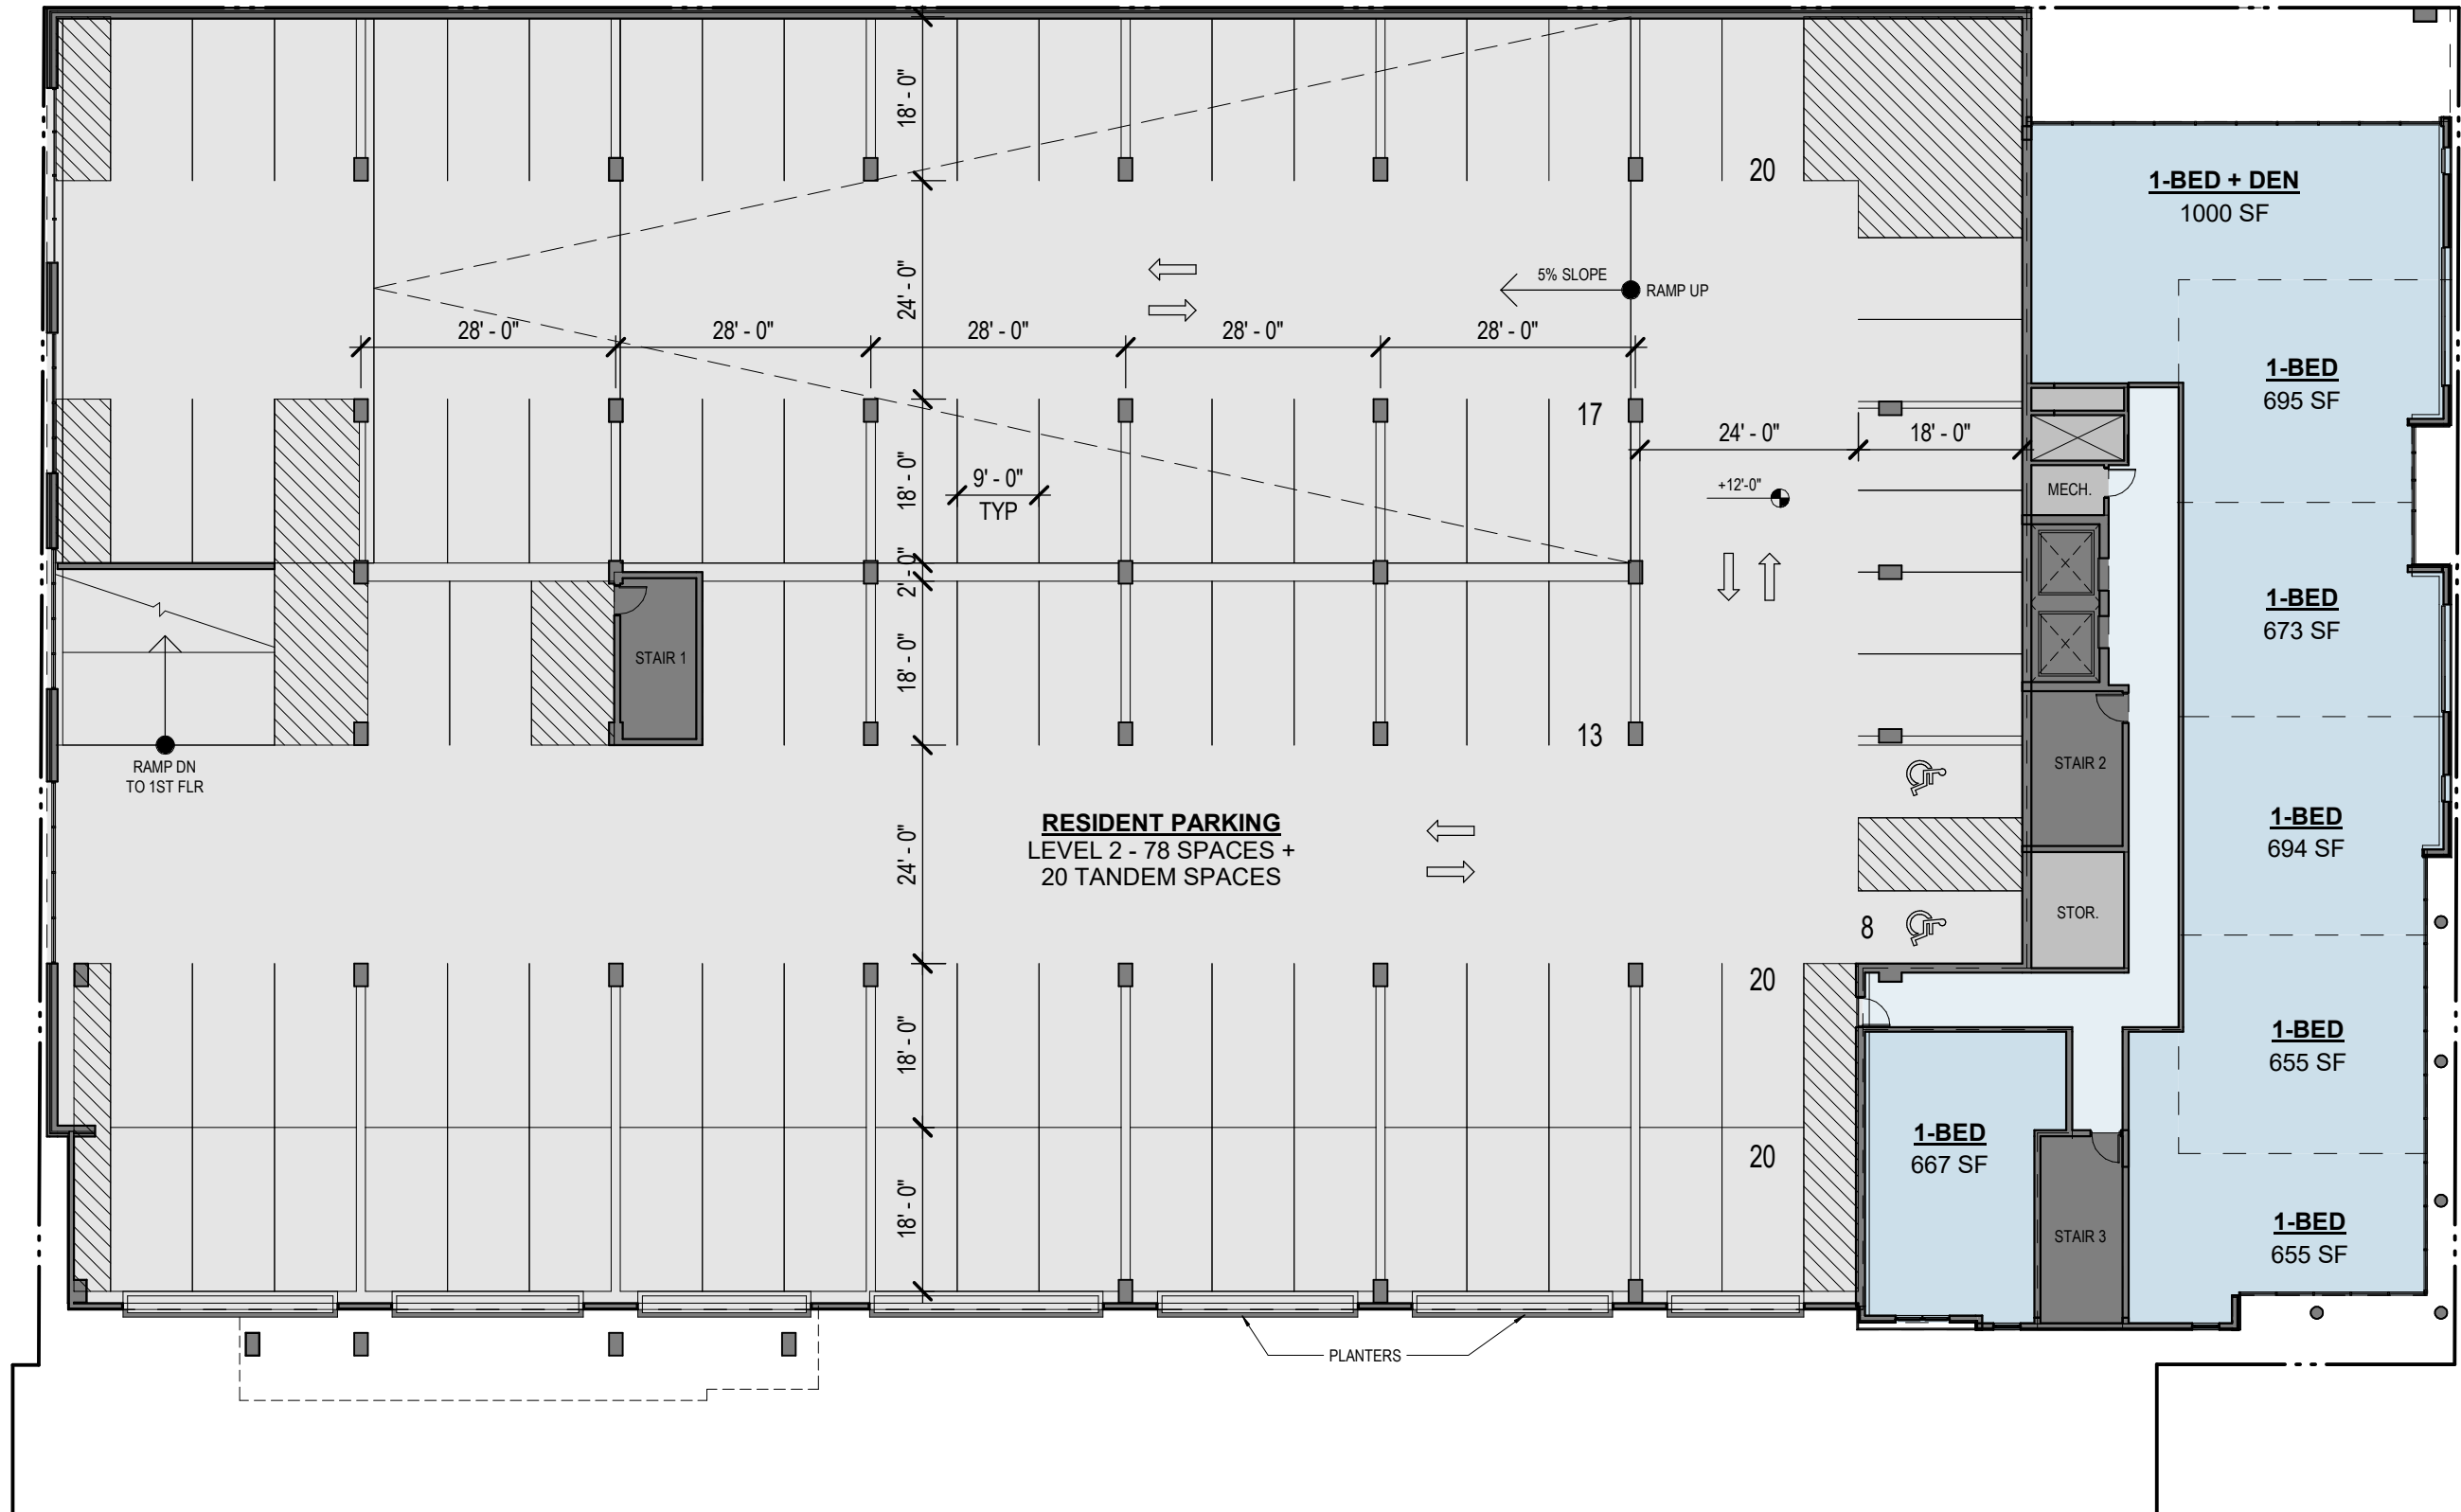 18' - 0"
20
1-BED + DEN
1000 SF
24' - 0"
5% SLOPE
RAMP UP
28' - 0"
28' - 0"
28' - 0"
28' - 0"
28' - 0"
1-BED
695 SF
17
24' - 0"
18' - 0"
18' - 0"
9' - 0"
TYP
+12'-0"
MECH.
2' - 0"
1-BED
673 SF
18' - 0"
STAIR 1
13
RAMP DN
TO 1ST FLR
STAIR 2
RESIDENT PARKING
LEVEL 2 - 78 SPACES +
20 TANDEM SPACES
24' - 0"
1-BED
694 SF
8
STOR.
20
18' - 0"
1-BED
655 SF
1-BED
667 SF
20
18' - 0"
STAIR 3
1-BED
655 SF
PLANTERS